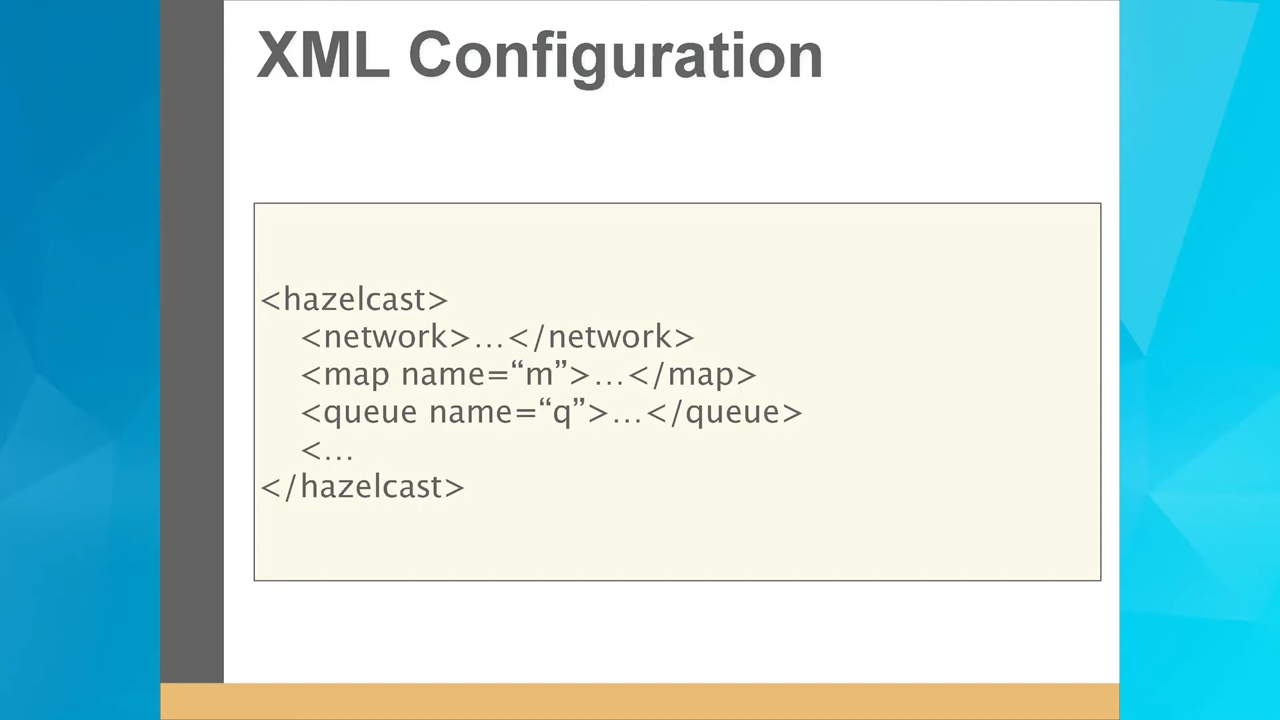 XML Configuration
<hazelcast>
<network>…</network>
<map name=“m”>…</map>
<queue name=“q”>…</queue>
<…
</hazelcast>